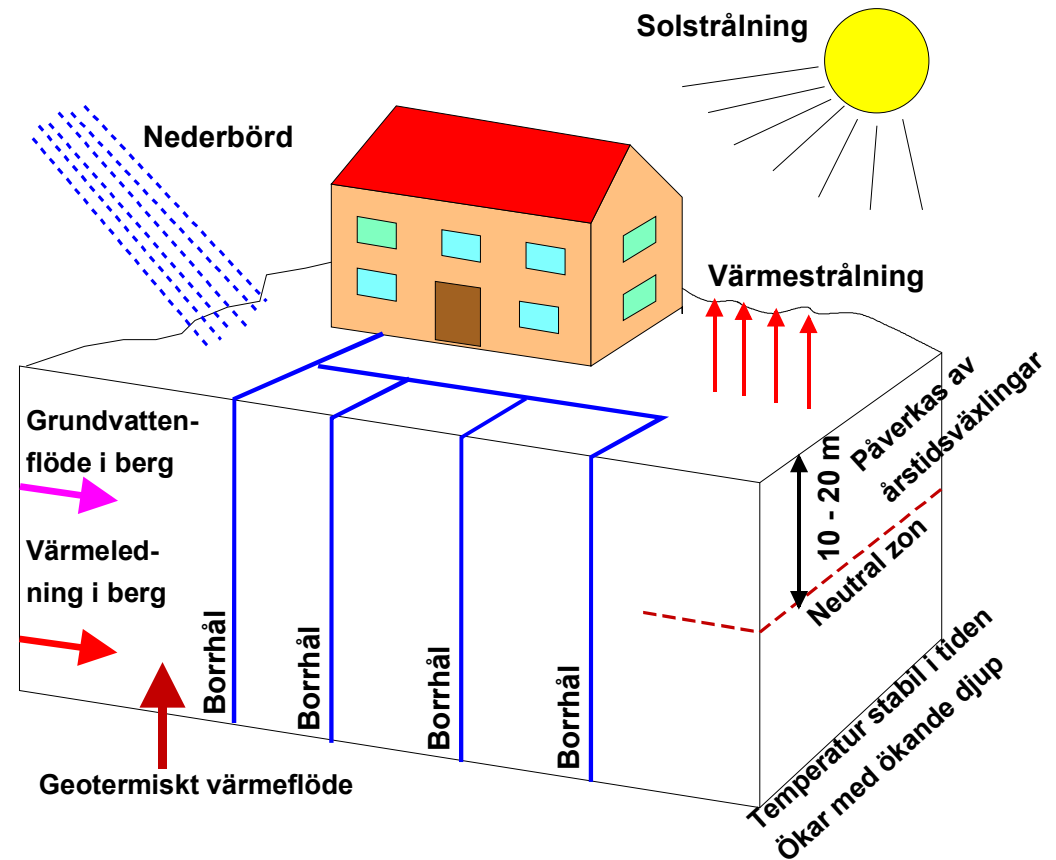 Solstrålning
Nederbörd
Värmestrålning
Grundvatten-
flöde i berg
Värmeled-
ning i berg
Geotermiskt värmeflöde
Borrhål
Borrhål
Borrhål
Borrhål
10 - 20 m
Påverkas av
årstidsväxlingar
Neutral zon
Temperatur stabil i tiden
Ökar med ökande djup